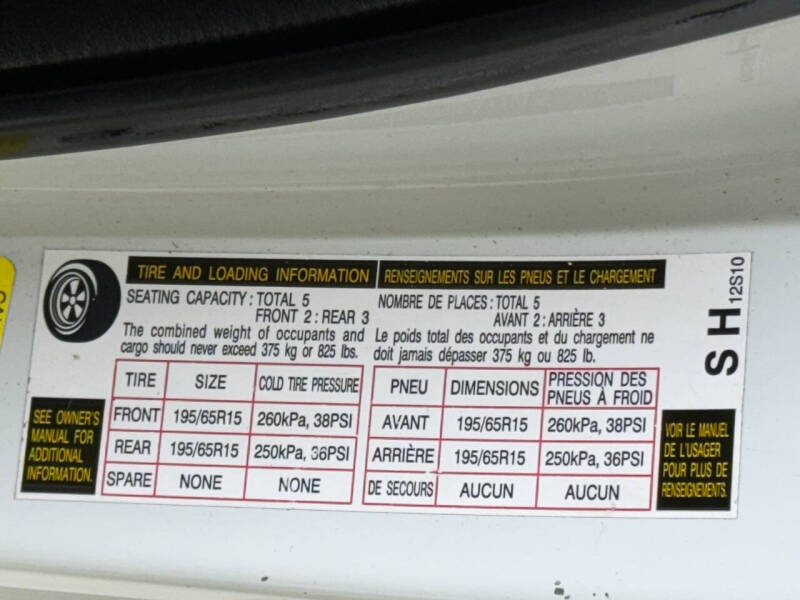 TIRE AND LOADING INFORMATION
SEATING CAPACITY : TOTAL 5
FRONT 2 : REAR 3
The combined weight of occupants and
cargo should never exceed 375 kg or 825 lbs.
TIRE SIZE COLD TIRE PRESSURE
FRONT 195/65R15 260kPa, 38PSI
REAR 195/65R15 250kPa, 36PSI
SPARE NONE NONE
SEE OWNER'S
MANUAL FOR
ADDITIONAL
INFORMATION.
RENSEIGNEMENTS SUR LES PNEUS ET LE CHARGEMENT
NOMBRE DE PLACES : TOTAL 5
AVANT 2 : ARRIÈRE 3
Le poids total des occupants et du chargement ne
doit jamais dépasser 375 kg ou 825 lb.
PNEU DIMENSIONS PRESSION DES
PNEUS À FROID
AVANT 195/65R15 260kPa, 38PSI
ARRIÈRE 195/65R15 250kPa, 36PSI
DE SECOURS AUCUN AUCUN
VOIR LE MANUEL
DE L'USAGER
POUR PLUS DE
RENSEIGNEMENTS.
S H
12S10